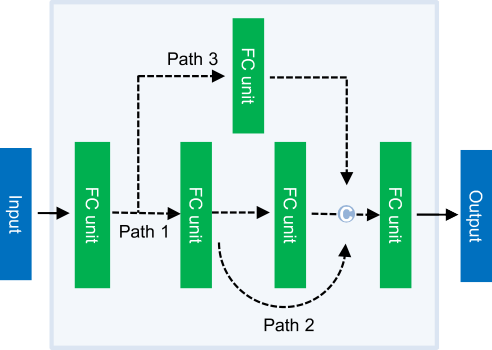 Path 3
FC unit
Input
FC unit
Path 1
FC unit
FC unit
C
FC unit
Output
Path 2